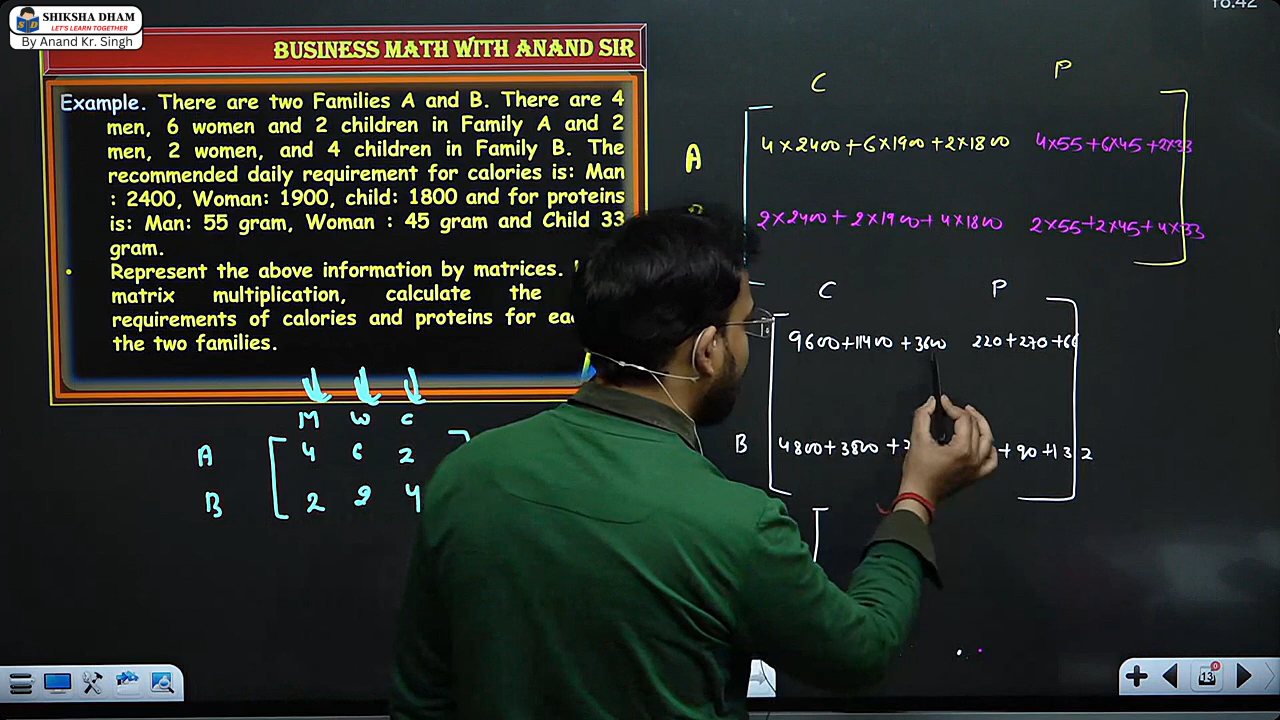 SHIKSHA DHAM
LET'S LEARN TOGETHER
By Anand Kr. Singh
18:42
BUSINESS MATH WITH ANAND SIR
Example. There are two Families A and B. There are 4
men, 6 women and 2 children in Family A and 2
men, 2 women, and 4 children in Family B. The
recommended daily requirement for calories is: Man
: 2400, Woman: 1900, child: 1800 and for proteins
is: Man: 55 gram, Woman : 45 gram and Child 33
gram.
• Represent the above information by matrices.
matrix multiplication, calculate the
requirements of calories and proteins for
the two families.
M W C
A 4 6 2
B 2 2 4
C P
A 4×2400+6×1900+2×1800 4×55+6×45+2×33
2×2400+2×1900+4×1800 2×55+2×45+4×33
C P
9600+11400+3600 220+270+66
B 4800+3800+ +90+132
13